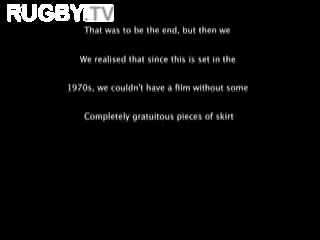 RUGBY.TV
That was to be the end, but then we
We realised that since this is set in the
1970s, we couldn't have a film without some
Completely gratuitous pieces of skirt